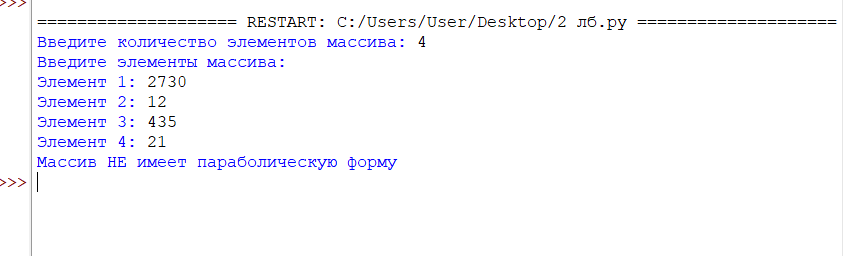 >>>
==================== RESTART: C:/Users/User/Desktop/2 лб.py ====================
Введите количество элементов массива: 4
Введите элементы массива:
Элемент 1: 2730
Элемент 2: 12
Элемент 3: 435
Элемент 4: 21
Массив НЕ имеет параболическую форму
>>>